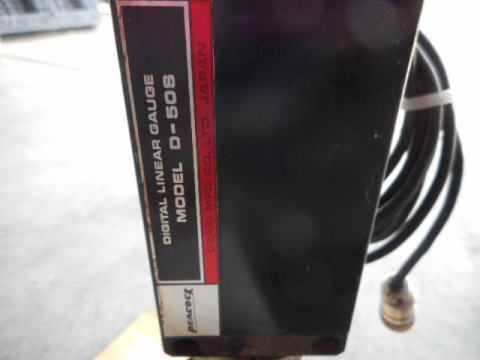 DIGITAL LINEAR GAUGE
MODEL D-50S
OZAKI MFG. CO., LTD. JAPAN
PEACOCK